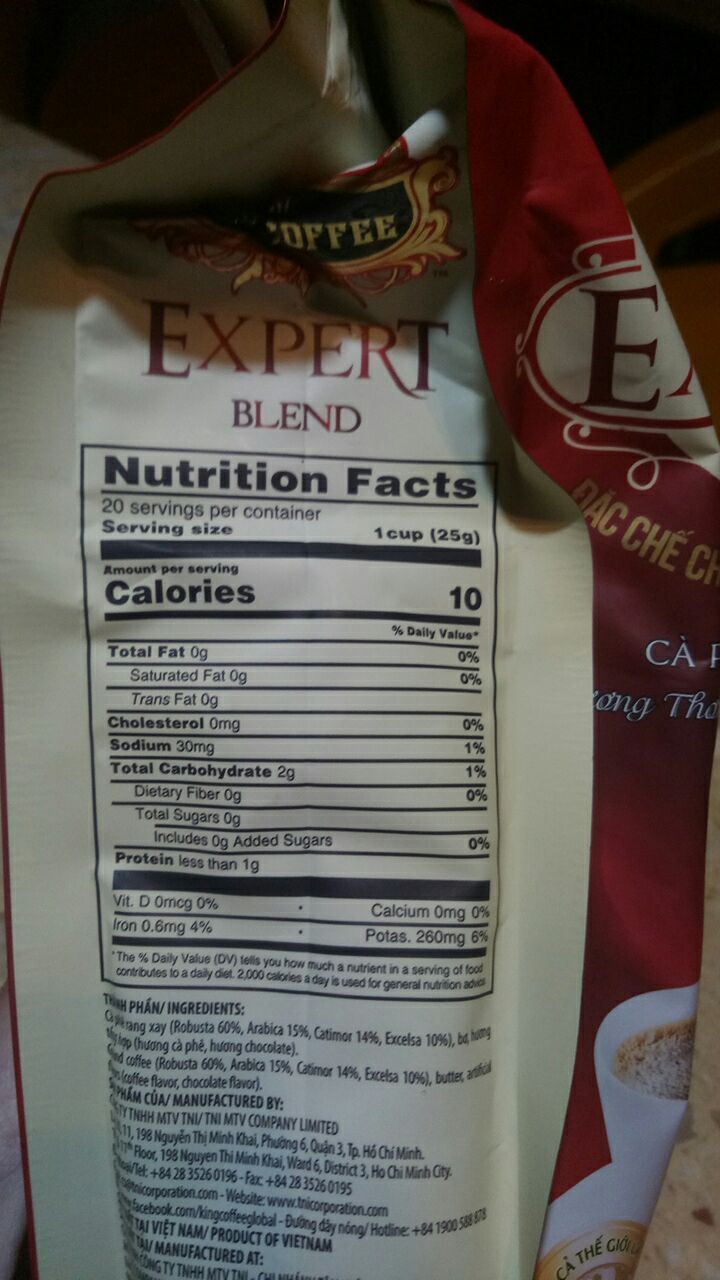 COFFEE
EXPERT
BLEND
Nutrition Facts
20 servings per container
Serving size 1cup (25g)
Amount per serving
Calories 10
% Daily Value*
Total Fat 0g 0%
Saturated Fat 0g 0%
Trans Fat 0g
Cholesterol 0mg 0%
Sodium 30mg 1%
Total Carbohydrate 2g 1%
Dietary Fiber 0g 0%
Total Sugars 0g
Includes 0g Added Sugars 0%
Protein less than 1g
Vit. D 0mcg 0% • Calcium 0mg 0%
Iron 0.6mg 4% • Potas. 260mg 6%
*The % Daily Value (DV) tells you how much a nutrient in a serving of food
contributes to a daily diet. 2,000 calories a day is used for general nutrition advice.
THÀNH PHẦN/ INGREDIENTS:
rang xay (Robusta 60%, Arabica 15%, Catimor 14%, Excelsa 10%), bơ, hương
(hương cà phê, hương chocolate).
coffee (Robusta 60%, Arabica 15%, Catimor 14%, Excelsa 10%), butter, artificial
(coffee flavor, chocolate flavor).
PHẨM CỦA/ MANUFACTURED BY:
TY TNHH MTV TNI/ TNI MTV COMPANY LIMITED
11, 198 Nguyễn Thị Minh Khai, Phường 6, Quận 3, Tp. Hồ Chí Minh.
Floor, 198 Nguyen Thi Minh Khai, Ward 6, District 3, Ho Chi Minh City.
Tel: +84 28 3526 0196 - Fax: +84 28 3526 0195
tnicorporation.com - Website: www.tnicorporation.com
facebook.com/kingcoffeeglobal - Đường dây nóng/ Hotline: +84 1900 588 878
TẠI VIỆT NAM/ PRODUCT OF VIETNAM
TẠI/ MANUFACTURED AT:
CÔNG TY TNHH MTV TNI - CHI NHÁNH
E
ĐẶC CHẾ
CÀ
CẢ THẾ GIỚI